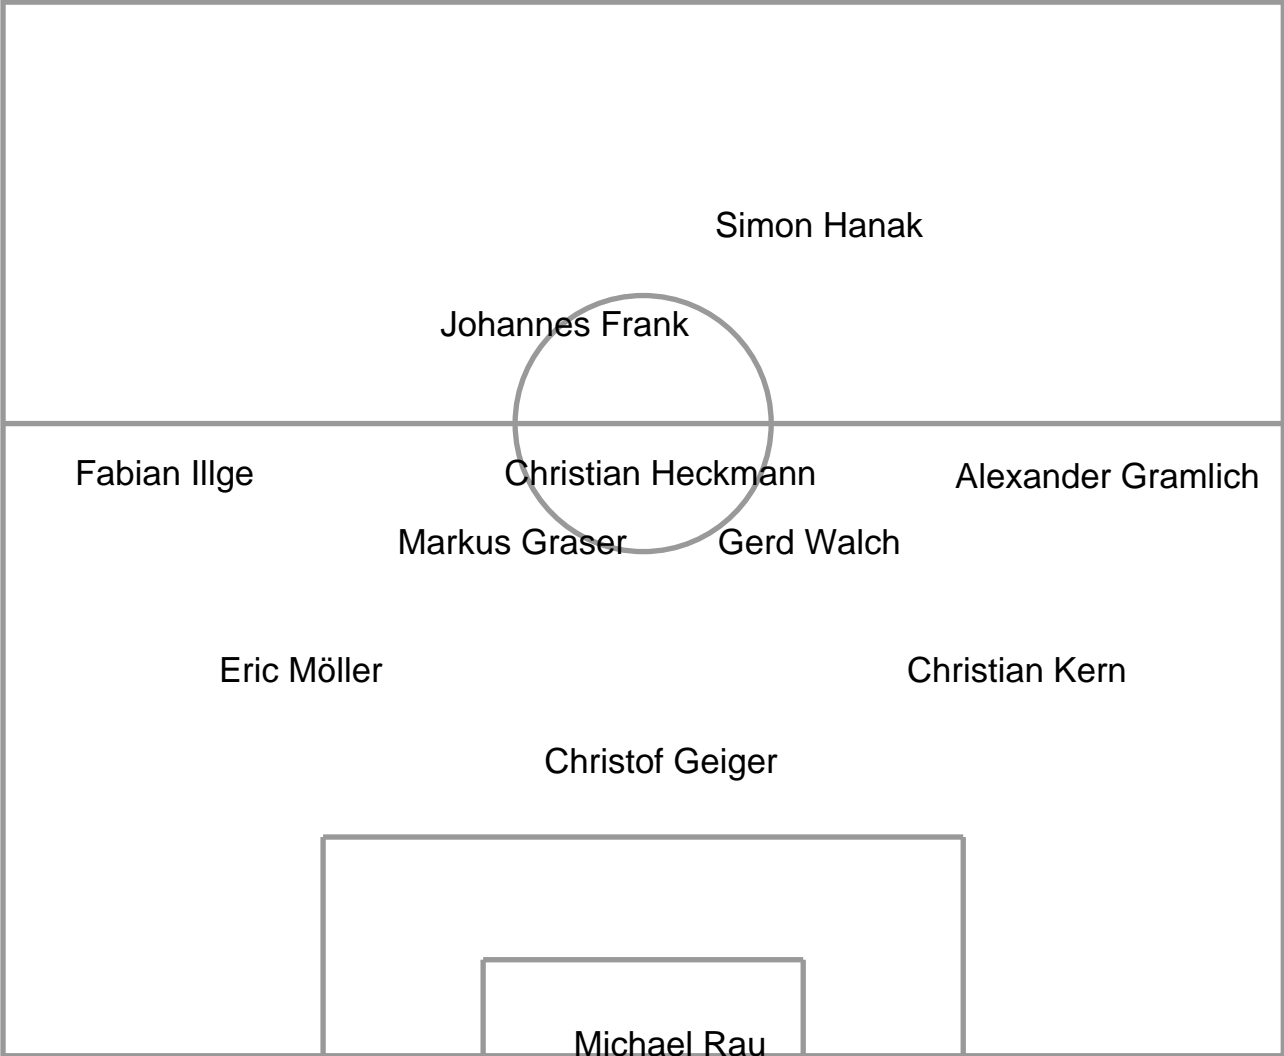 Simon Hanak
Johannes Frank
Fabian Illge
Christian Heckmann
Alexander Gramlich
Markus Graser
Gerd Walch
Eric Möller
Christian Kern
Christof Geiger
Michael Rau